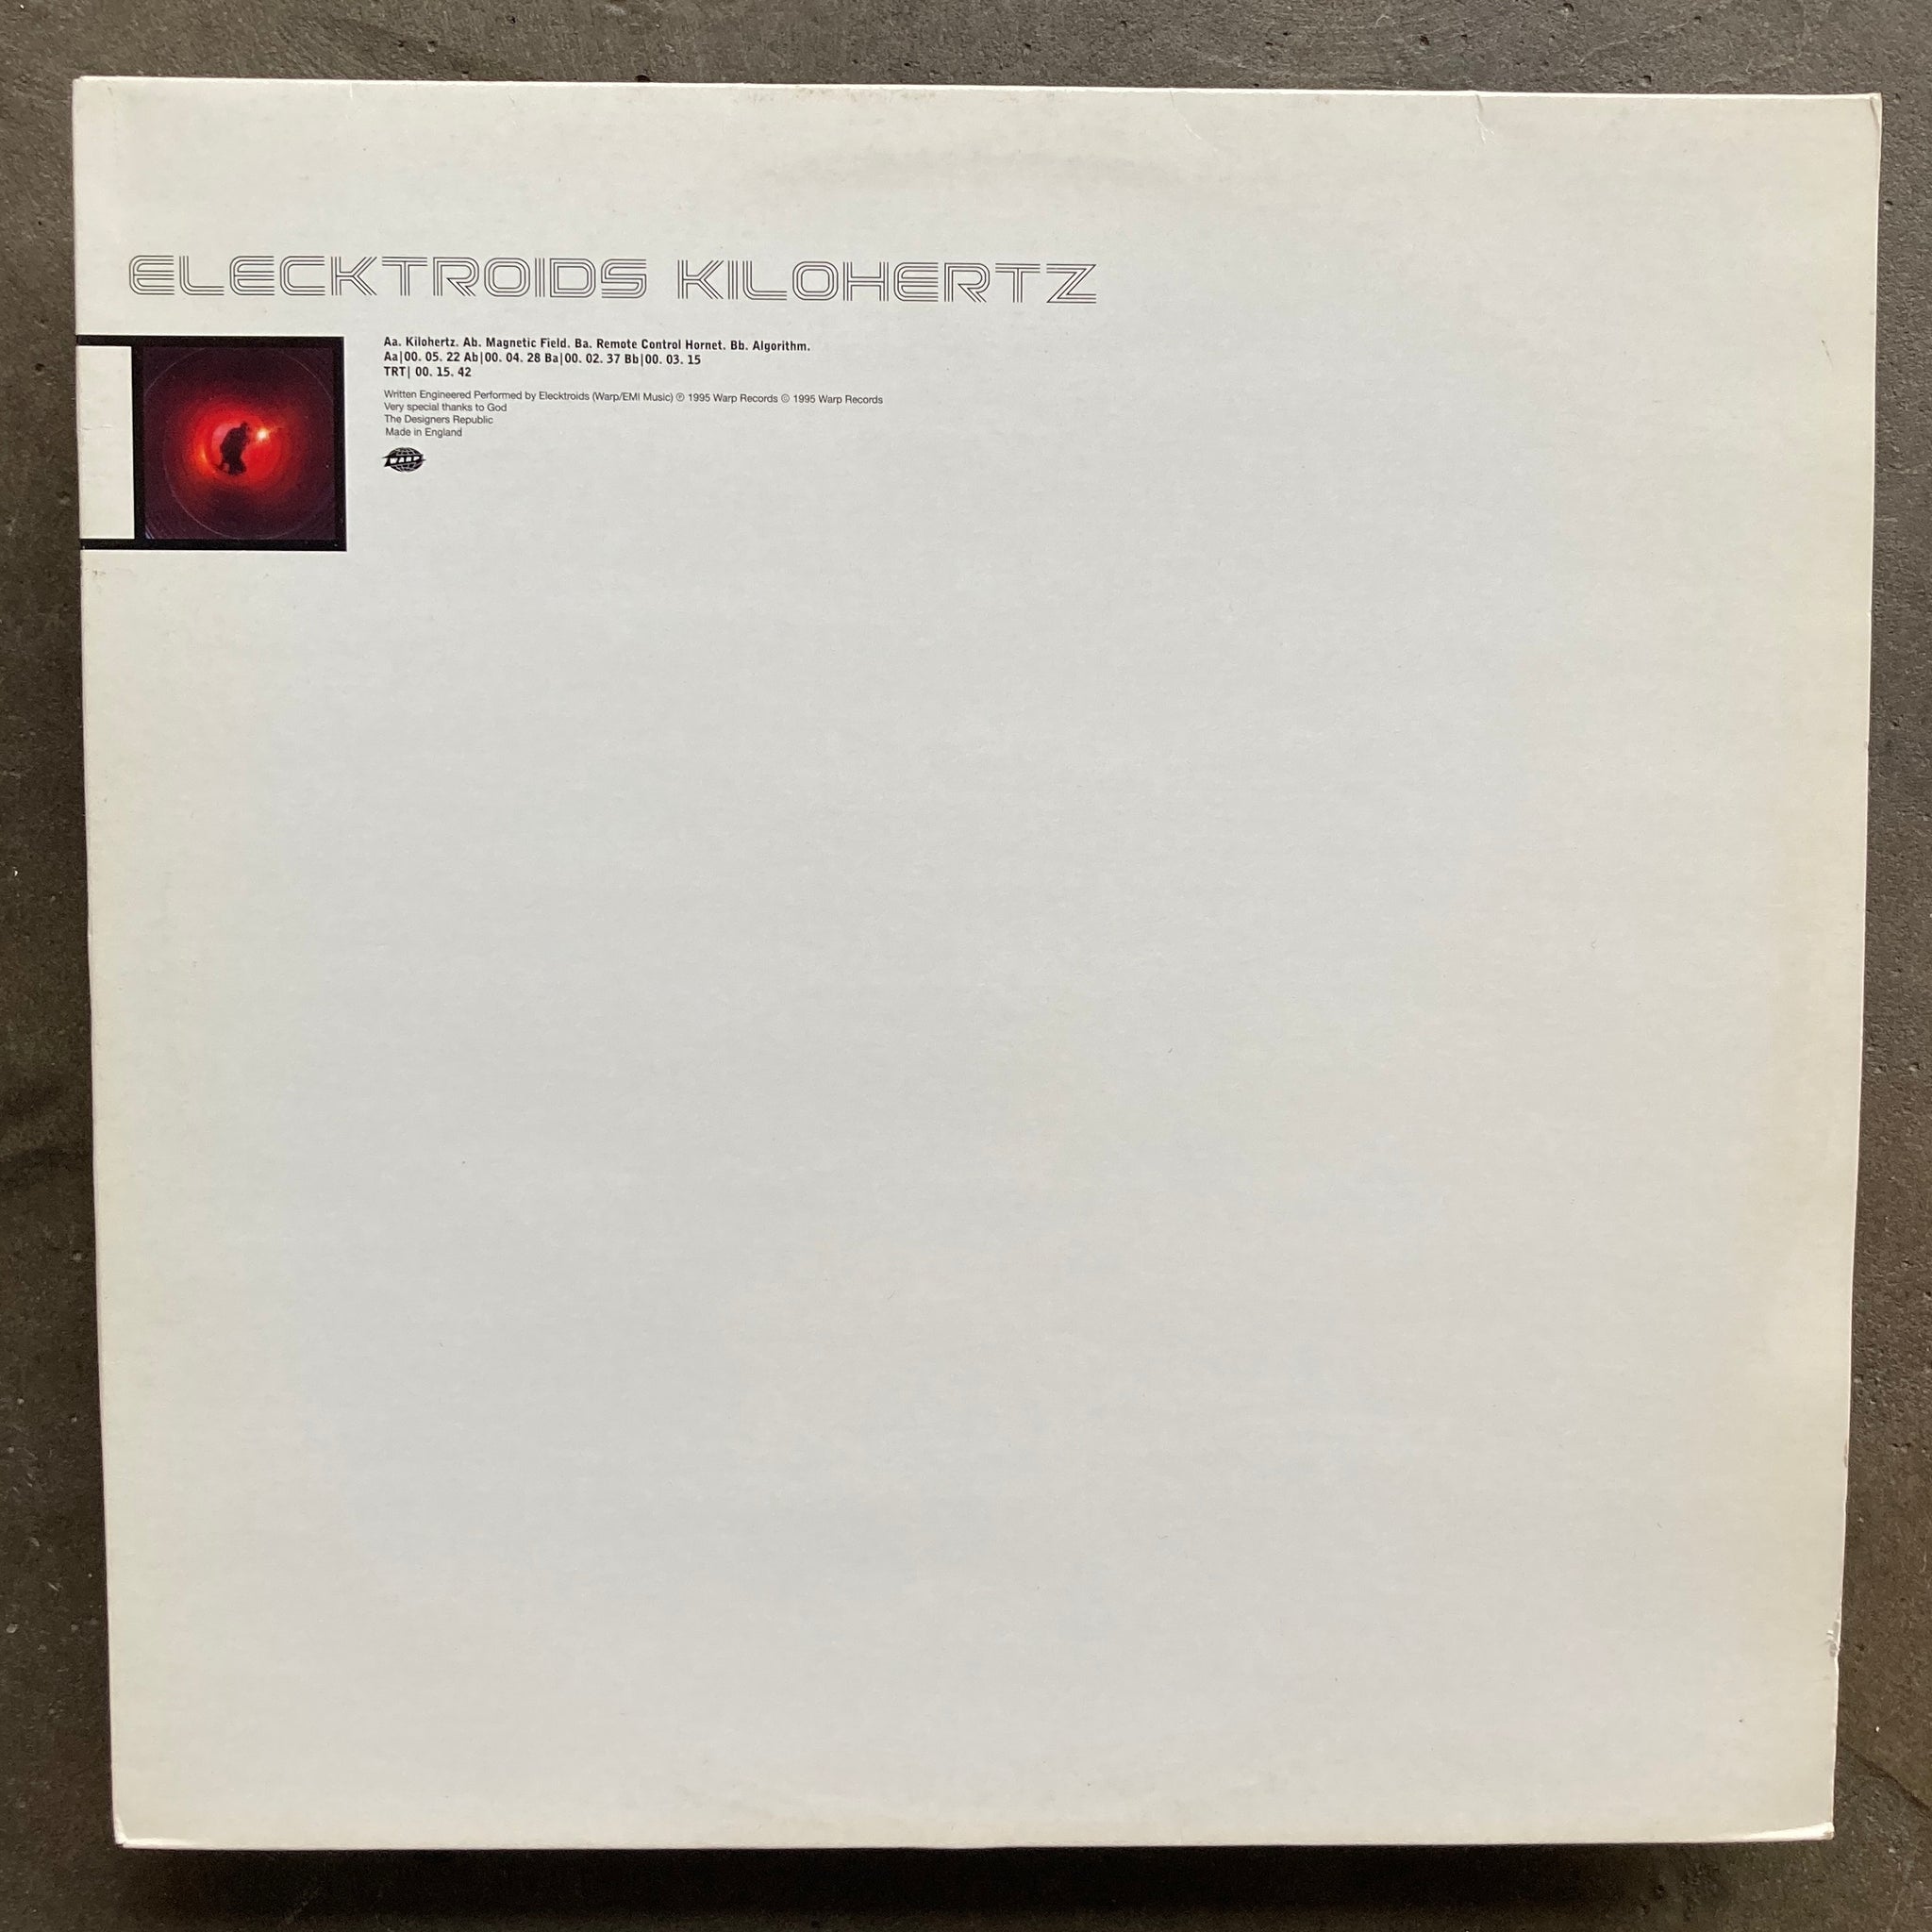 ELECKTROIDS KILOHERTZ
Aa. Kilohertz. Ab. Magnetic Field. Ba. Remote Control Hornet. Bb. Algorithm.
Aa|00. 05. 22 Ab|00. 04. 28 Ba|00. 02. 37 Bb|00. 03. 15
TRT| 00. 15. 42
Written Engineered Performed by Elecktroids (Warp/EMI Music) ℗ 1995 Warp Records © 1995 Warp Records
Very special thanks to God
The Designers Republic
Made in England
WARP